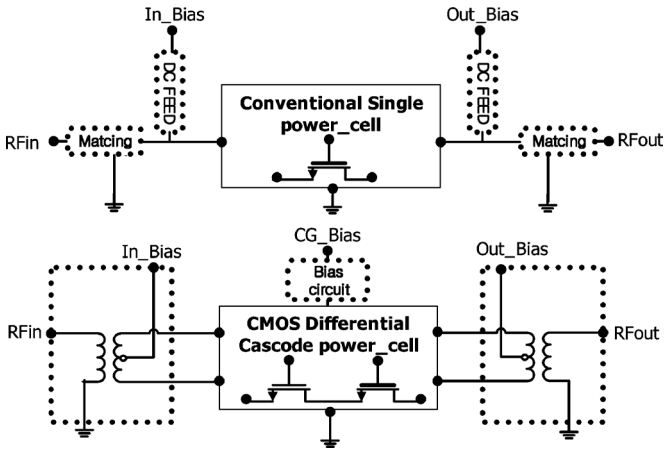 In_Bias
Out_Bias
DC FEED
DC FEED
Conventional Single
power_cell
RFin
Matcing
Matcing
RFout
CG_Bias
In_Bias
Out_Bias
Bias
circuit
RFin
CMOS Differential
Cascode power_cell
RFout